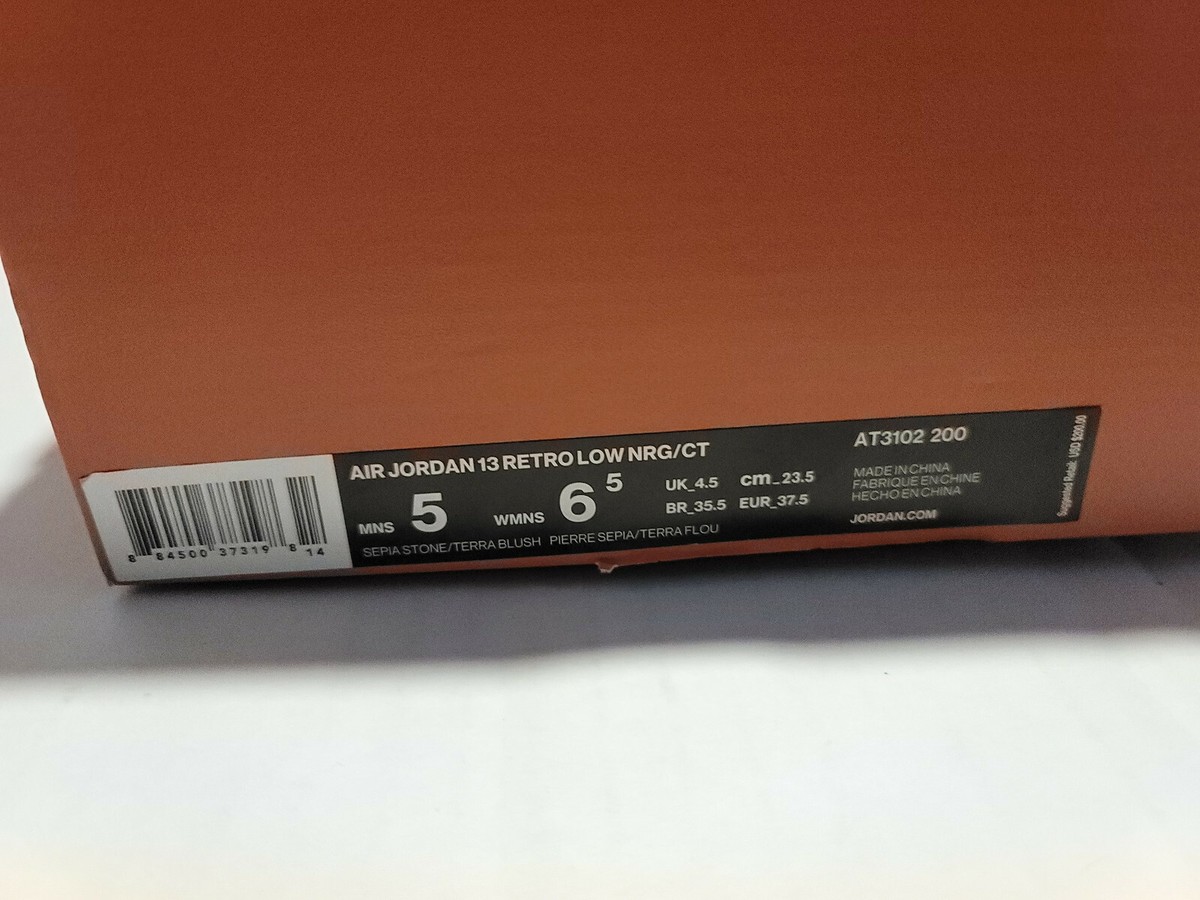 AIR JORDAN 13 RETRO LOW NRG/CT
MNS 5 WMNS 6 5
UK_4.5 cm_23.5
BR_35.5 EUR_37.5
SEPIA STONE/TERRA BLUSH PIERRE SEPIA/TERRA FLOU
8 84500 37319 8 14
AT3102 200
MADE IN CHINA
FABRIQUE EN CHINE
HECHO EN CHINA
JORDAN.COM
Suggested Retail: USD $200.00